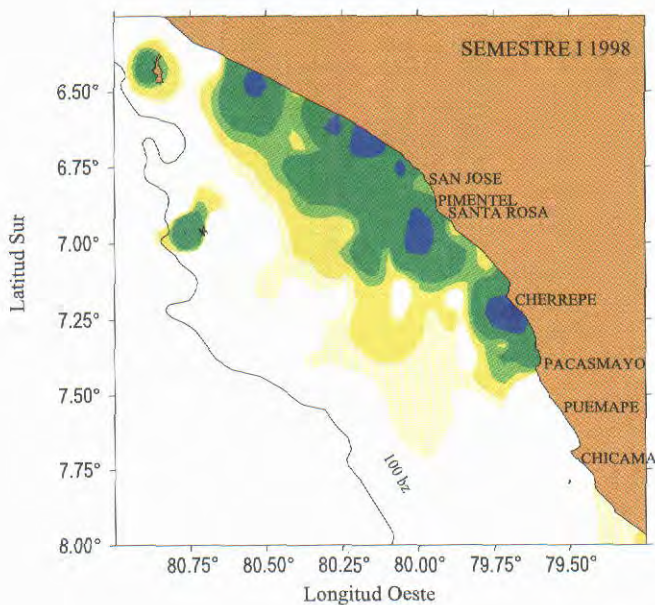 SEMESTRE I 1998
6.50°
6.75°
7.00°
7.25°
7.50°
7.75°
8.00°
Latitud Sur
SAN JOSE
PIMENTEL
SANTA ROSA
CHERREPE
PACASMAYO
PUEMAPE
CHICAMA
100 bz
80.75°
80.50°
80.25°
80.00°
79.75°
79.50°
Longitud Oeste